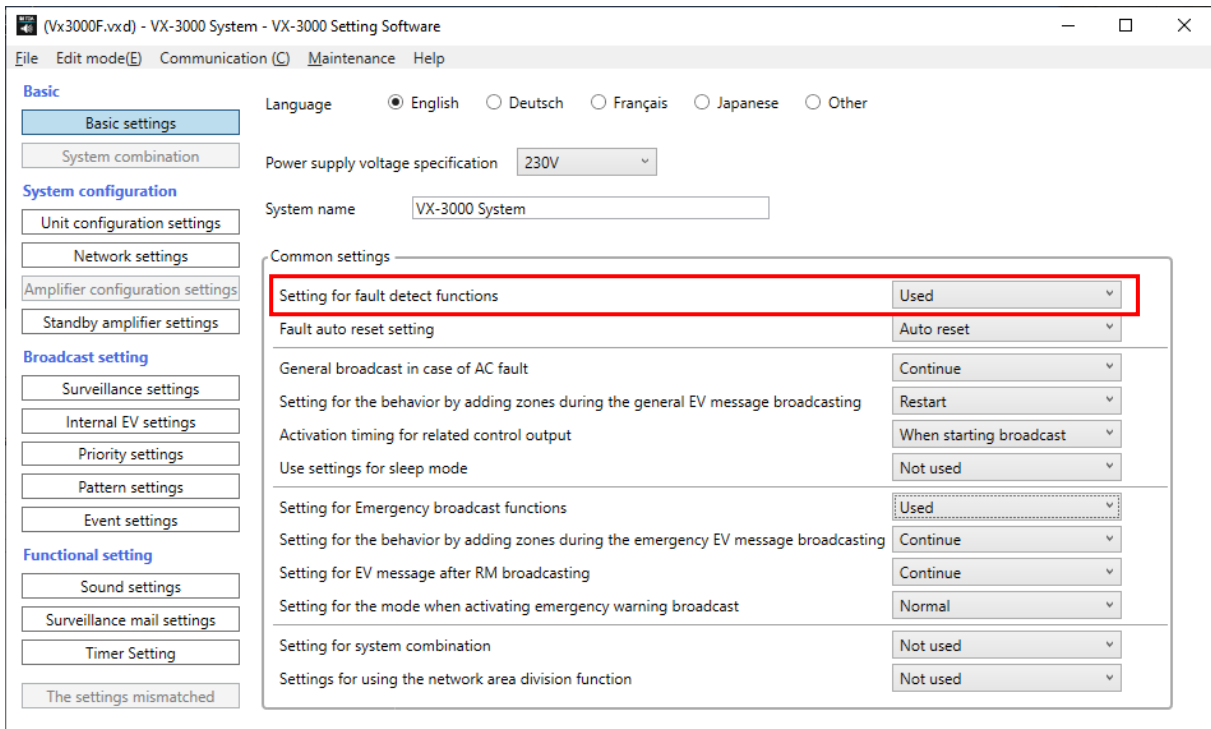 (Vx3000F.vxd) - VX-3000 System - VX-3000 Setting Software
File Edit mode(E) Communication (C) Maintenance Help
Basic
Basic settings
System combination
System configuration
Unit configuration settings
Network settings
Amplifier configuration settings
Standby amplifier settings
Broadcast setting
Surveillance settings
Internal EV settings
Priority settings
Pattern settings
Event settings
Functional setting
Sound settings
Surveillance mail settings
Timer Setting
The settings mismatched
Language English Deutsch Français Japanese Other
Power supply voltage specification 230V
System name VX-3000 System
Common settings
Setting for fault detect functions Used
Fault auto reset setting Auto reset
General broadcast in case of AC fault Continue
Setting for the behavior by adding zones during the general EV message broadcasting Restart
Activation timing for related control output When starting broadcast
Use settings for sleep mode Not used
Setting for Emergency broadcast functions Used
Setting for the behavior by adding zones during the emergency EV message broadcasting Continue
Setting for EV message after RM broadcasting Continue
Setting for the mode when activating emergency warning broadcast Normal
Setting for system combination Not used
Settings for using the network area division function Not used